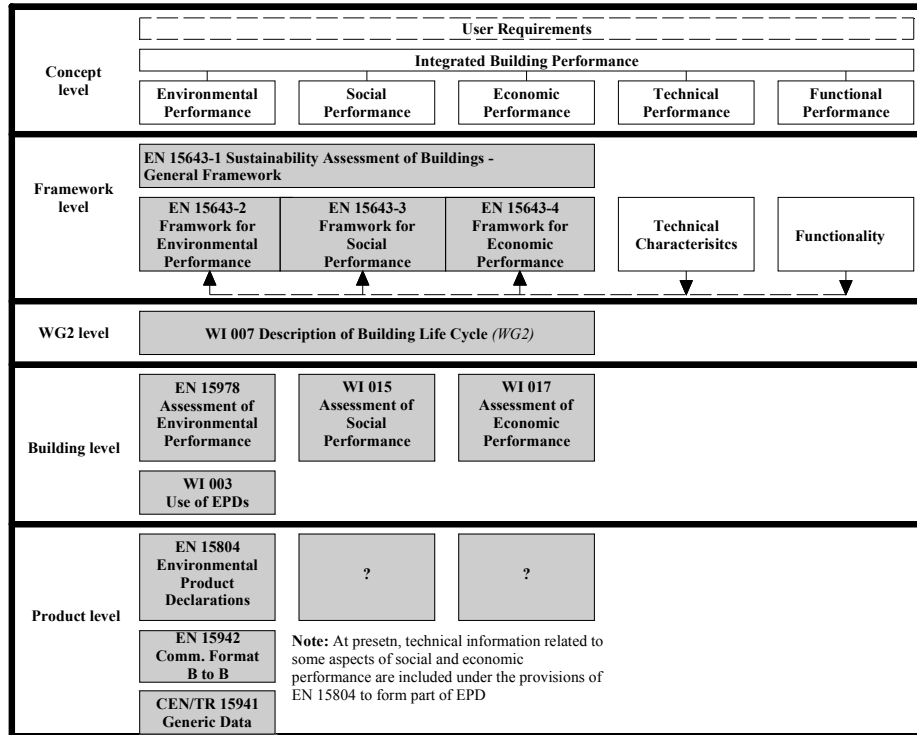 User Requirements
Integrated Building Performance
Concept
level
Environmental
Performance
Social
Performance
Economic
Performance
Technical
Performance
Functional
Performance
EN 15643-1 Sustainability Assessment of Buildings -
General Framework
Framework
level
EN 15643-2
Framwork for
Environmental
Performance
EN 15643-3
Framwork for
Social
Performance
EN 15643-4
Framwork for
Economic
Performance
Technical
Characterisitcs
Functionality
WG2 level
WI 007 Description of Building Life Cycle (WG2)
Building level
EN 15978
Assessment of
Environmental
Performance
WI 015
Assessment of
Social
Performance
WI 017
Assessment of
Economic
Performance
WI 003
Use of EPDs
Product level
EN 15804
Environmental
Product
Declarations
?
?
EN 15942
Comm. Format
B to B
Note: At presetn, technical information related to
some aspects of social and economic
performance are included under the provisions of
EN 15804 to form part of EPD
CEN/TR 15941
Generic Data